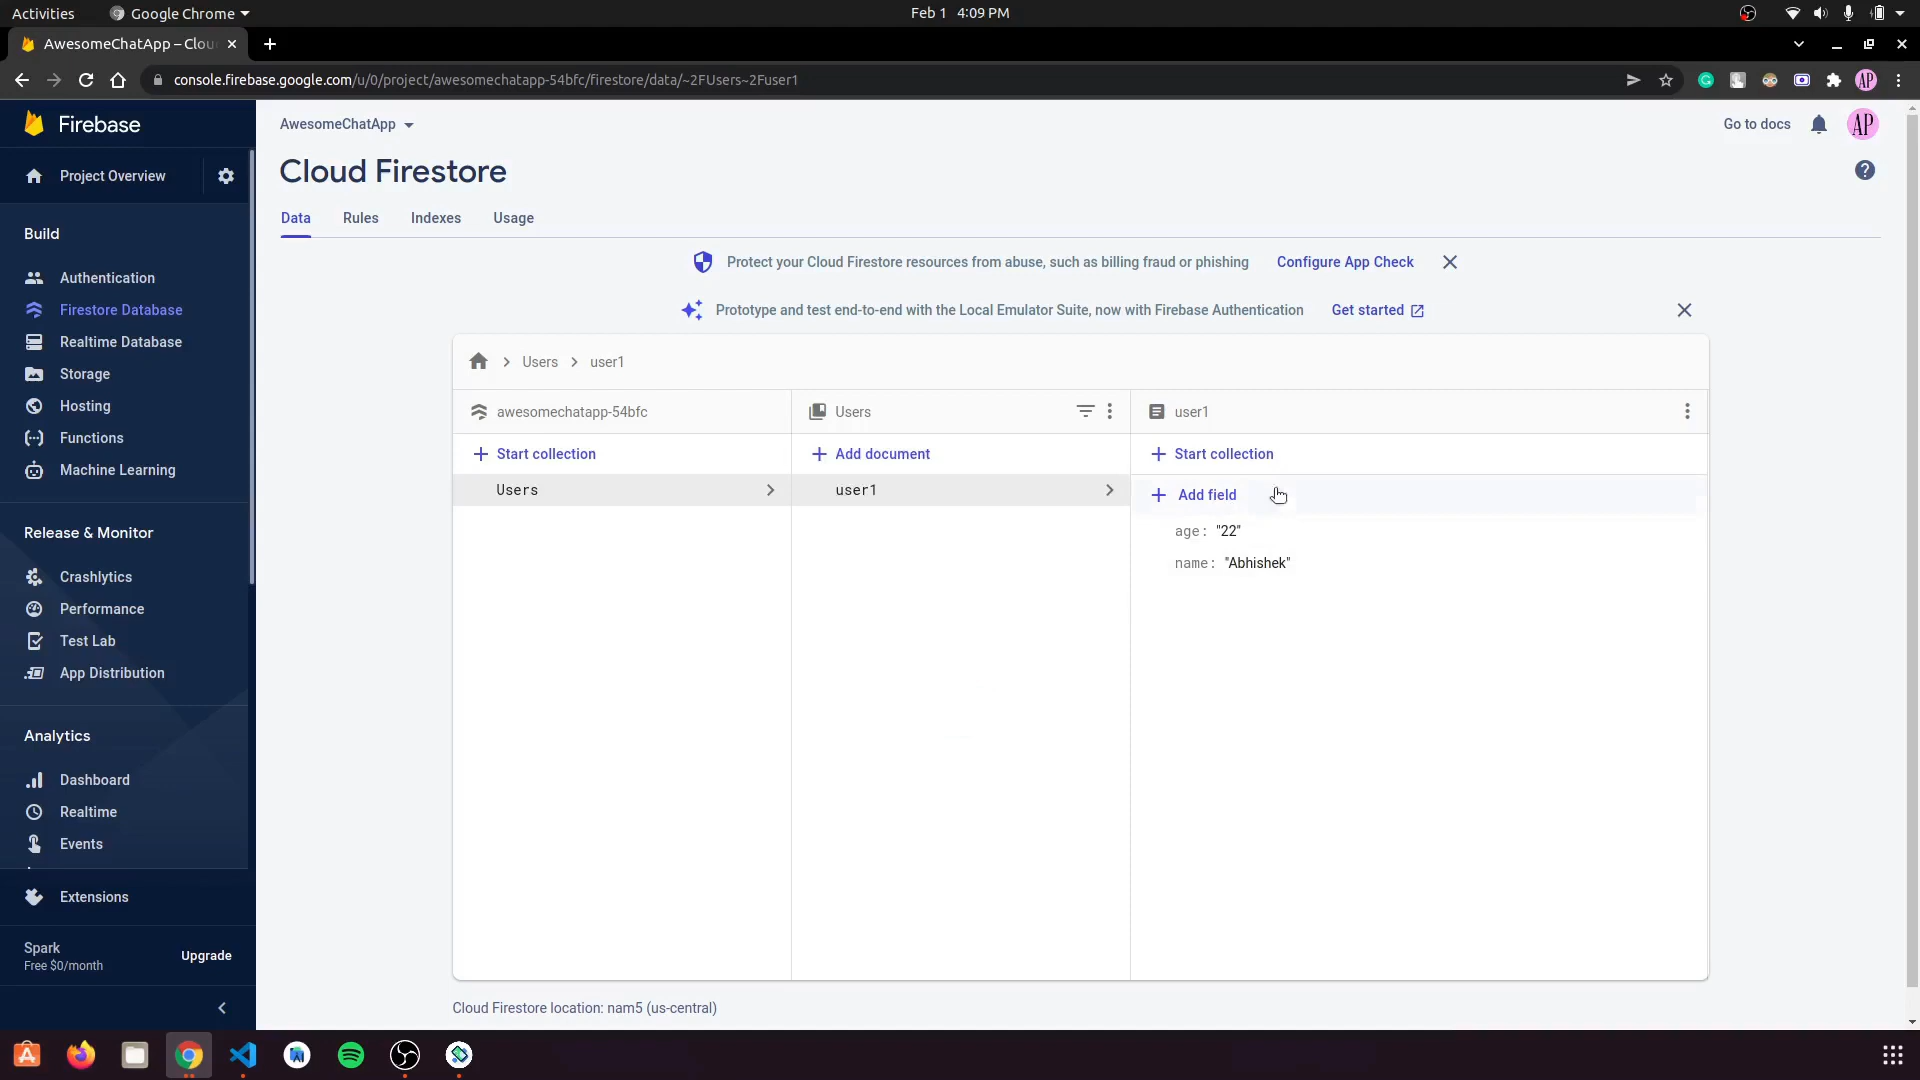 Activities
Google Chrome
Feb 1 4:09 PM
AwesomeChatApp – Clou
console.firebase.google.com/u/0/project/awesomechatapp-54bfc/firestore/data/~2FUsers~2Fuser1
AP
Firebase
Project Overview
Build
Authentication
Firestore Database
Realtime Database
Storage
Hosting
Functions
Machine Learning
Release & Monitor
Crashlytics
Performance
Test Lab
App Distribution
Analytics
Dashboard
Realtime
Events
Extensions
Spark
Free $0/month
Upgrade
AwesomeChatApp
Go to docs
AP
Cloud Firestore
Data
Rules
Indexes
Usage
Protect your Cloud Firestore resources from abuse, such as billing fraud or phishing
Configure App Check
Prototype and test end-to-end with the Local Emulator Suite, now with Firebase Authentication
Get started
Users
user1
awesomechatapp-54bfc
Start collection
Users
Users
Add document
user1
user1
Start collection
Add field
age: "22"
name: "Abhishek"
Cloud Firestore location: nam5 (us-central)